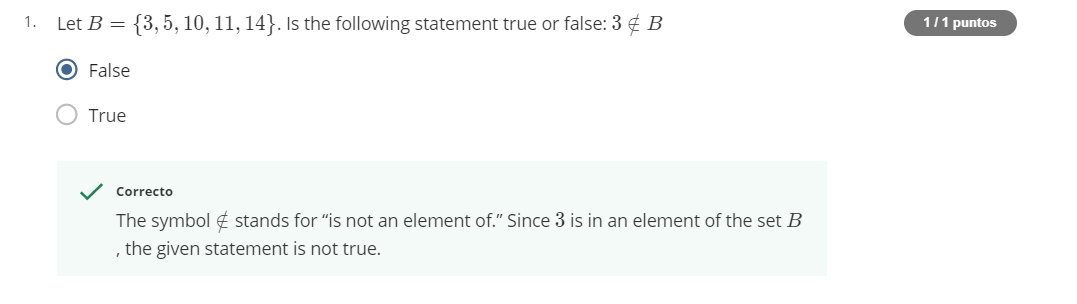 1. Let B = {3, 5, 10, 11, 14}. Is the following statement true or false: 3 ∉ B
1 / 1 puntos
False
True
Correcto
The symbol ∉ stands for “is not an element of.” Since 3 is in an element of the set B
, the given statement is not true.